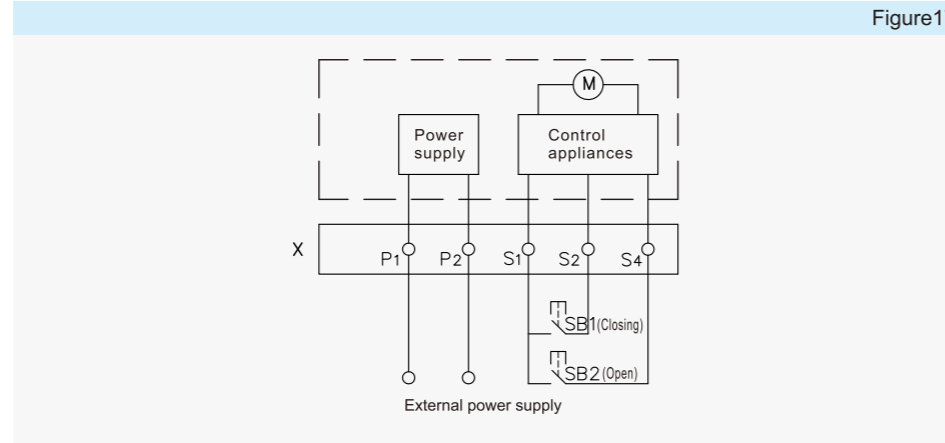 Figure1
M
Power
supply
Control
appliances
X
P1
P2
S1
S2
S4
SB1(Closing)
SB2(Open)
External power supply